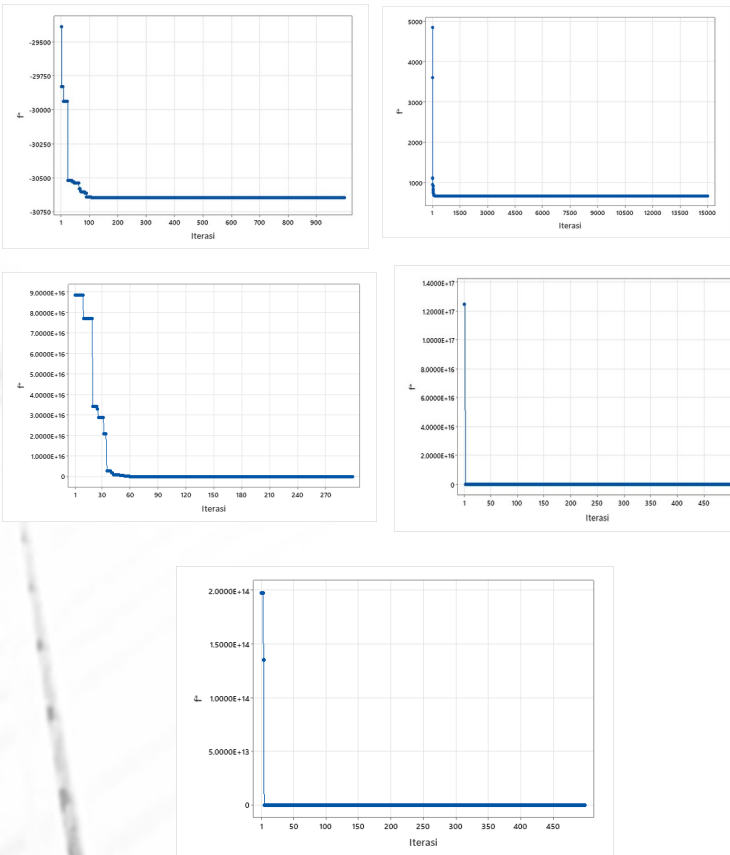 -29500
-29750
-30000
f*
-30250
-30500
-30750
1 100 200 300 400 500 600 700 800 900
Iterasi
5000
4000
3000
f*
2000
1000
1 1500 3000 4500 6000 7500 9000 10500 12000 13500 15000
Iterasi
9.0000E+16
8.0000E+16
7.0000E+16
6.0000E+16
5.0000E+16
f*
4.0000E+16
3.0000E+16
2.0000E+16
1.0000E+16
0
1 30 60 90 120 150 180 210 240 270
Iterasi
1.4000E+17
1.2000E+17
1.0000E+17
8.0000E+16
f*
6.0000E+16
4.0000E+16
2.0000E+16
0
1 50 100 150 200 250 300 350 400 450
Iterasi
2.0000E+14
1.5000E+14
f*
1.0000E+14
5.0000E+13
0
1 50 100 150 200 250 300 350 400 450
Iterasi